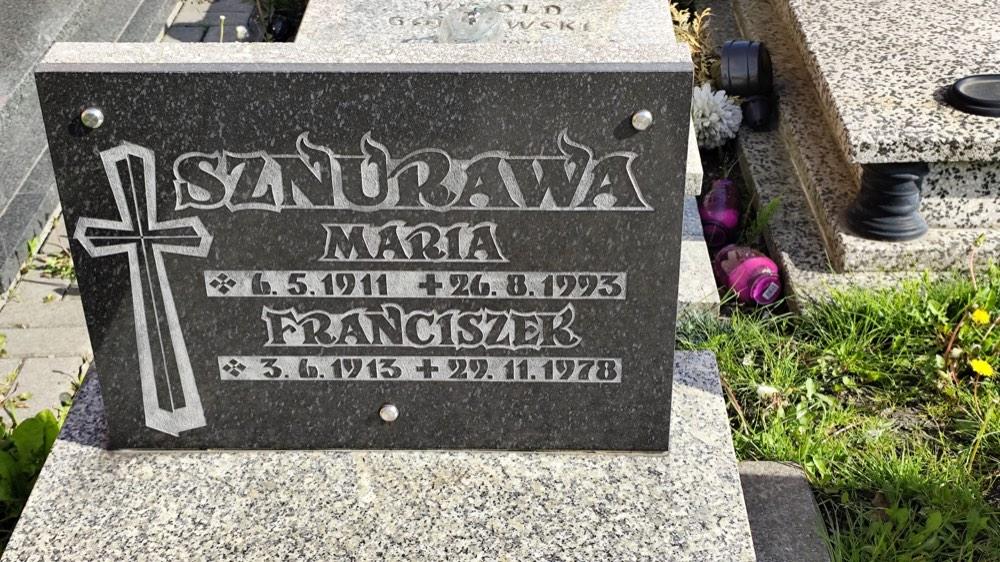 SZNURAWA
MARIA
6.5.1911 +26.8.1993
FRANCISZEK
3.6.1913 + 29.11.1978